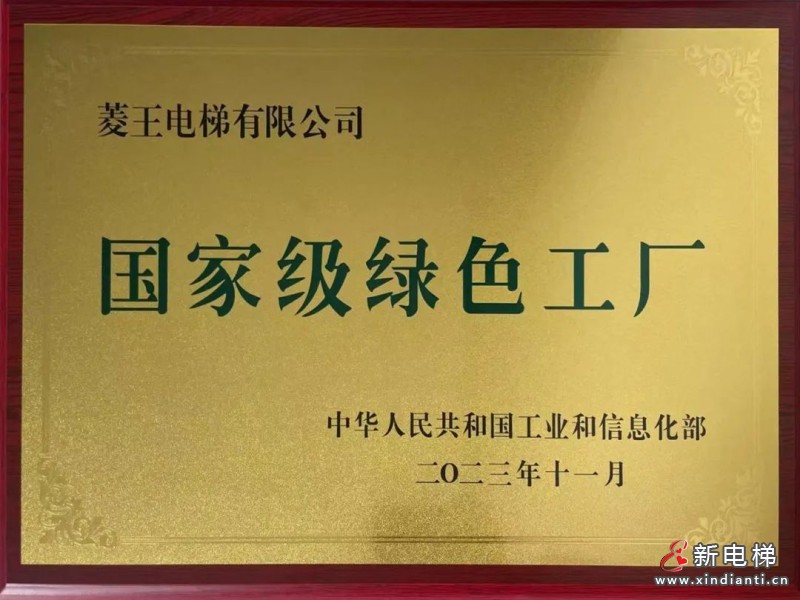 菱王电梯有限公司
国家级绿色工厂
中华人民共和国工业和信息化部
二〇二三年十一月
新电梯
www.xindianti.cn